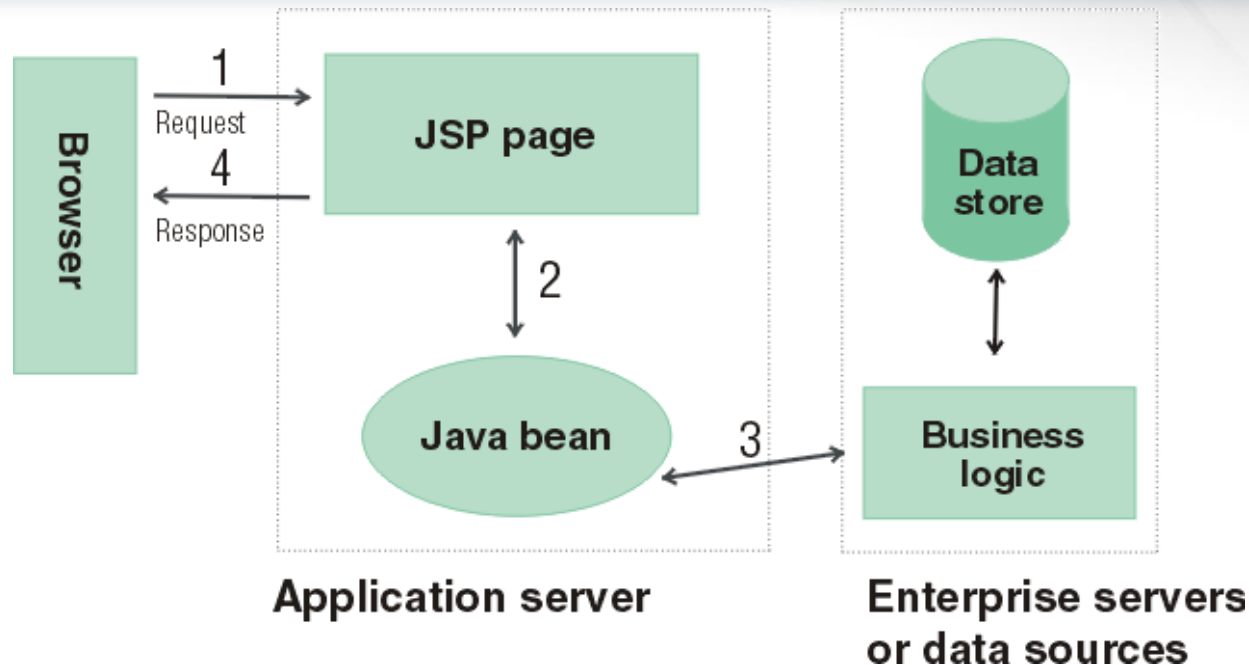 Browser
1
Request
4
Response
JSP page
2
Java bean
3
Data
store
Business
logic
Application server
Enterprise servers
or data sources